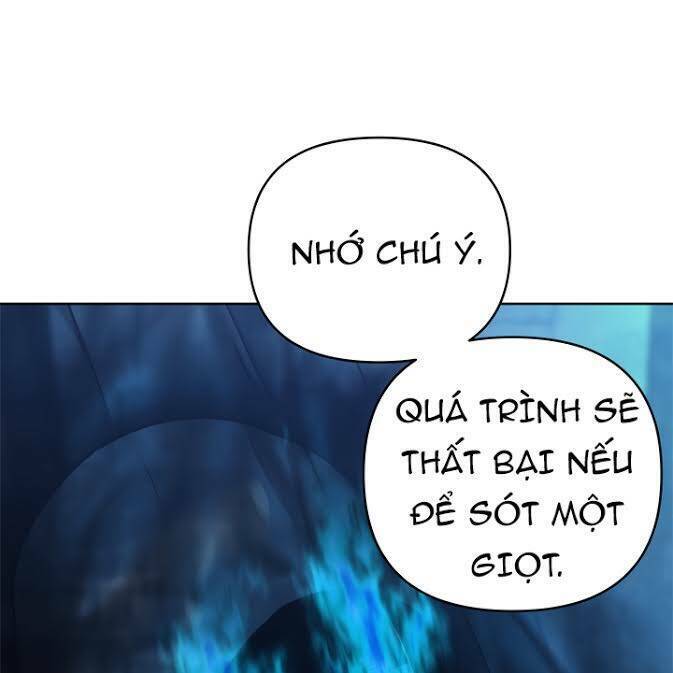 NHỚ CHÚ Ý.
QUÁ TRÌNH SẼ
THẤT BẠI NẾU
ĐỂ SÓT MỘT
GIỌT.